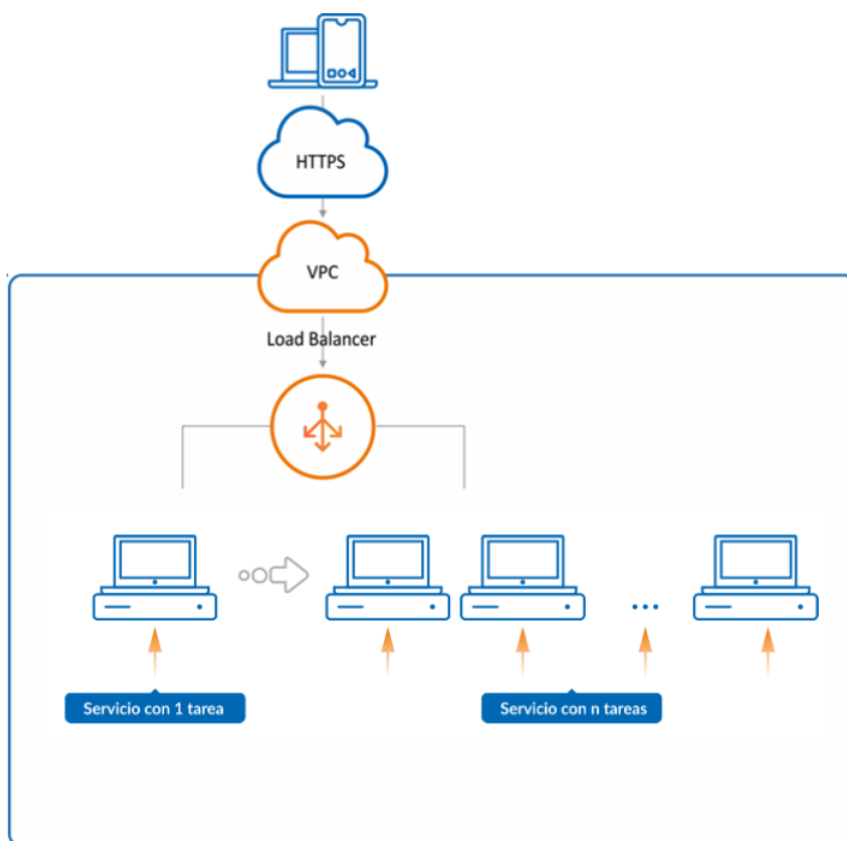 HTTPS
VPC
Load Balancer
Servicio con 1 tarea
Servicio con n tareas